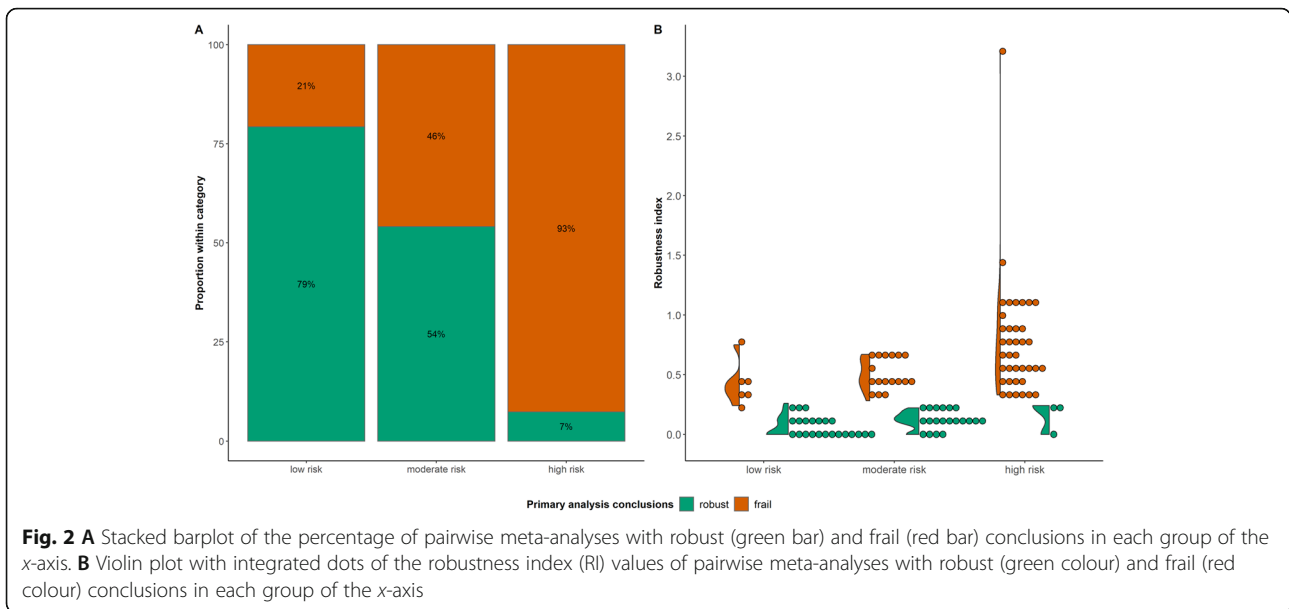 A
Proportion within category
100
75
50
25
0
21%
79%
46%
54%
93%
7%
low risk moderate risk high risk
B
Robustness index
3.0
2.5
2.0
1.5
1.0
0.5
0.0
low risk moderate risk high risk
Primary analysis conclusions robust frail
Fig. 2 A Stacked barplot of the percentage of pairwise meta-analyses with robust (green bar) and frail (red bar) conclusions in each group of the
x-axis. B Violin plot with integrated dots of the robustness index (RI) values of pairwise meta-analyses with robust (green colour) and frail (red
colour) conclusions in each group of the x-axis